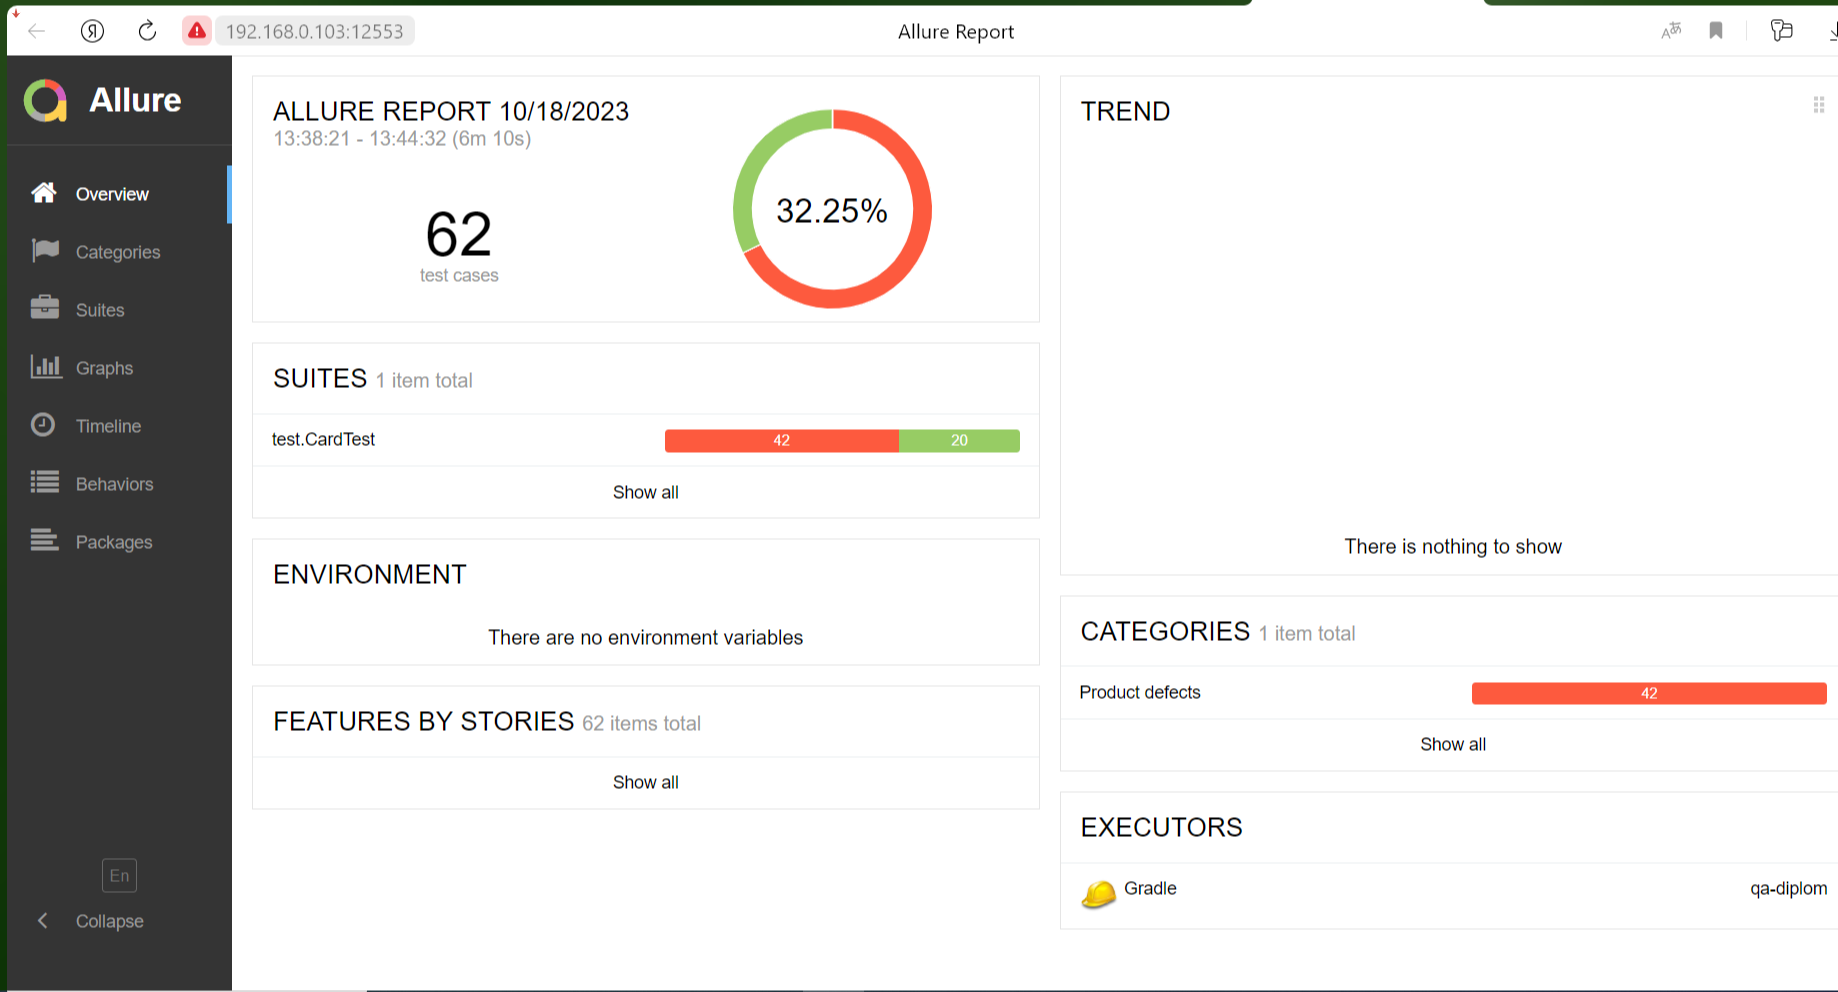 192.168.0.103:12553
Allure Report
Allure
Overview
Categories
Suites
Graphs
Timeline
Behaviors
Packages
En
Collapse
ALLURE REPORT 10/18/2023
13:38:21 - 13:44:32 (6m 10s)
62
test cases
32.25%
SUITES 1 item total
test.CardTest
42
20
Show all
ENVIRONMENT
There are no environment variables
FEATURES BY STORIES 62 items total
Show all
TREND
There is nothing to show
CATEGORIES 1 item total
Product defects
42
Show all
EXECUTORS
Gradle
qa-diplom